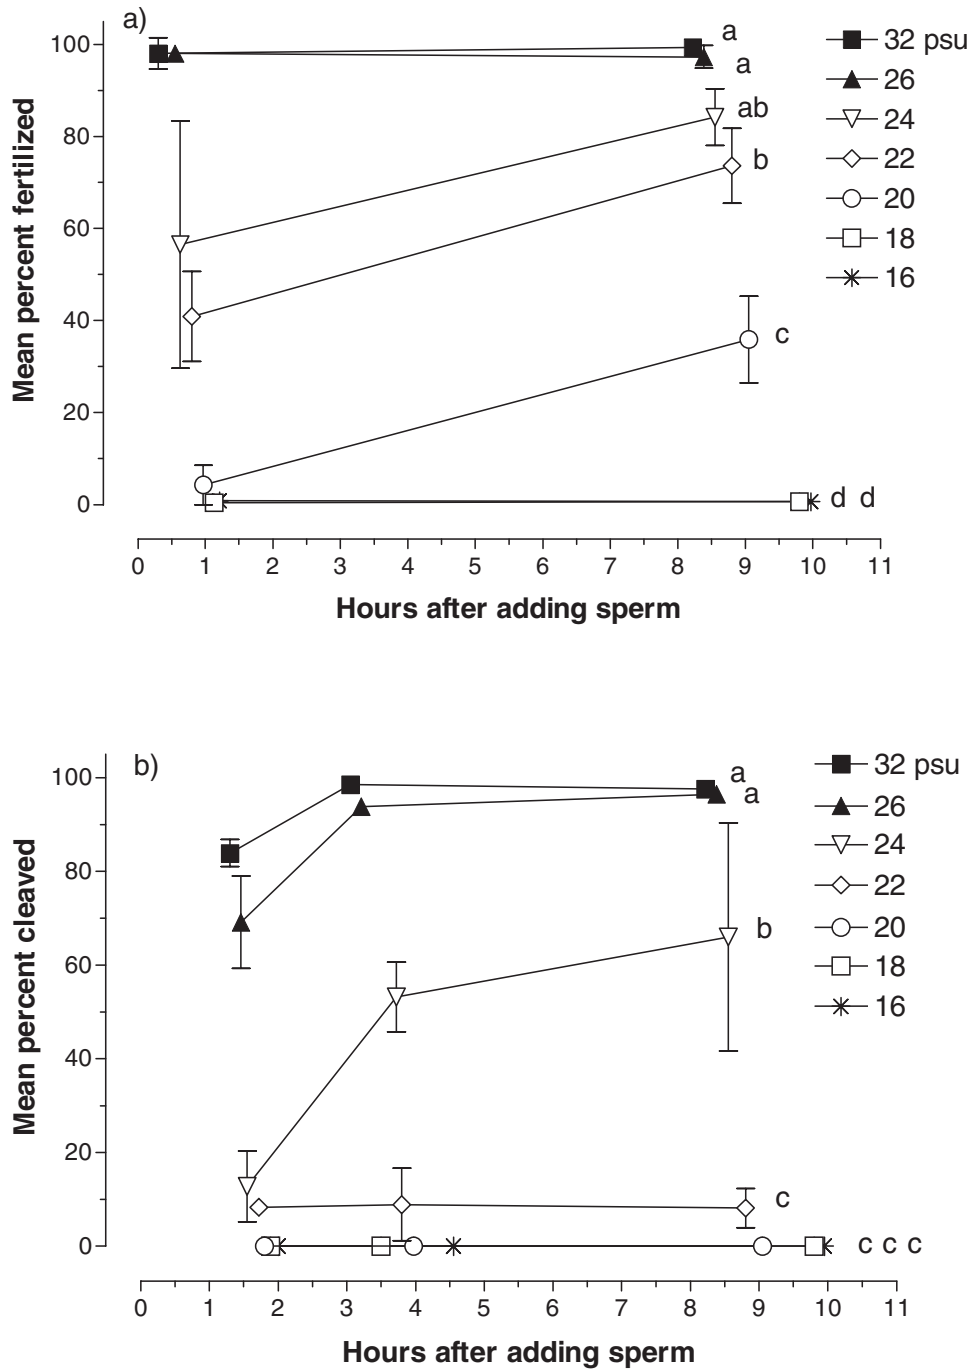 a)
100
80
60
40
20
0
Mean percent fertilized
a
a
ab
b
c
d d
32 psu
26
24
22
20
18
16
0 1 2 3 4 5 6 7 8 9 10 11
Hours after adding sperm
b)
100
80
60
40
20
0
Mean percent cleaved
a
a
b
c
c c c
32 psu
26
24
22
20
18
16
0 1 2 3 4 5 6 7 8 9 10 11
Hours after adding sperm